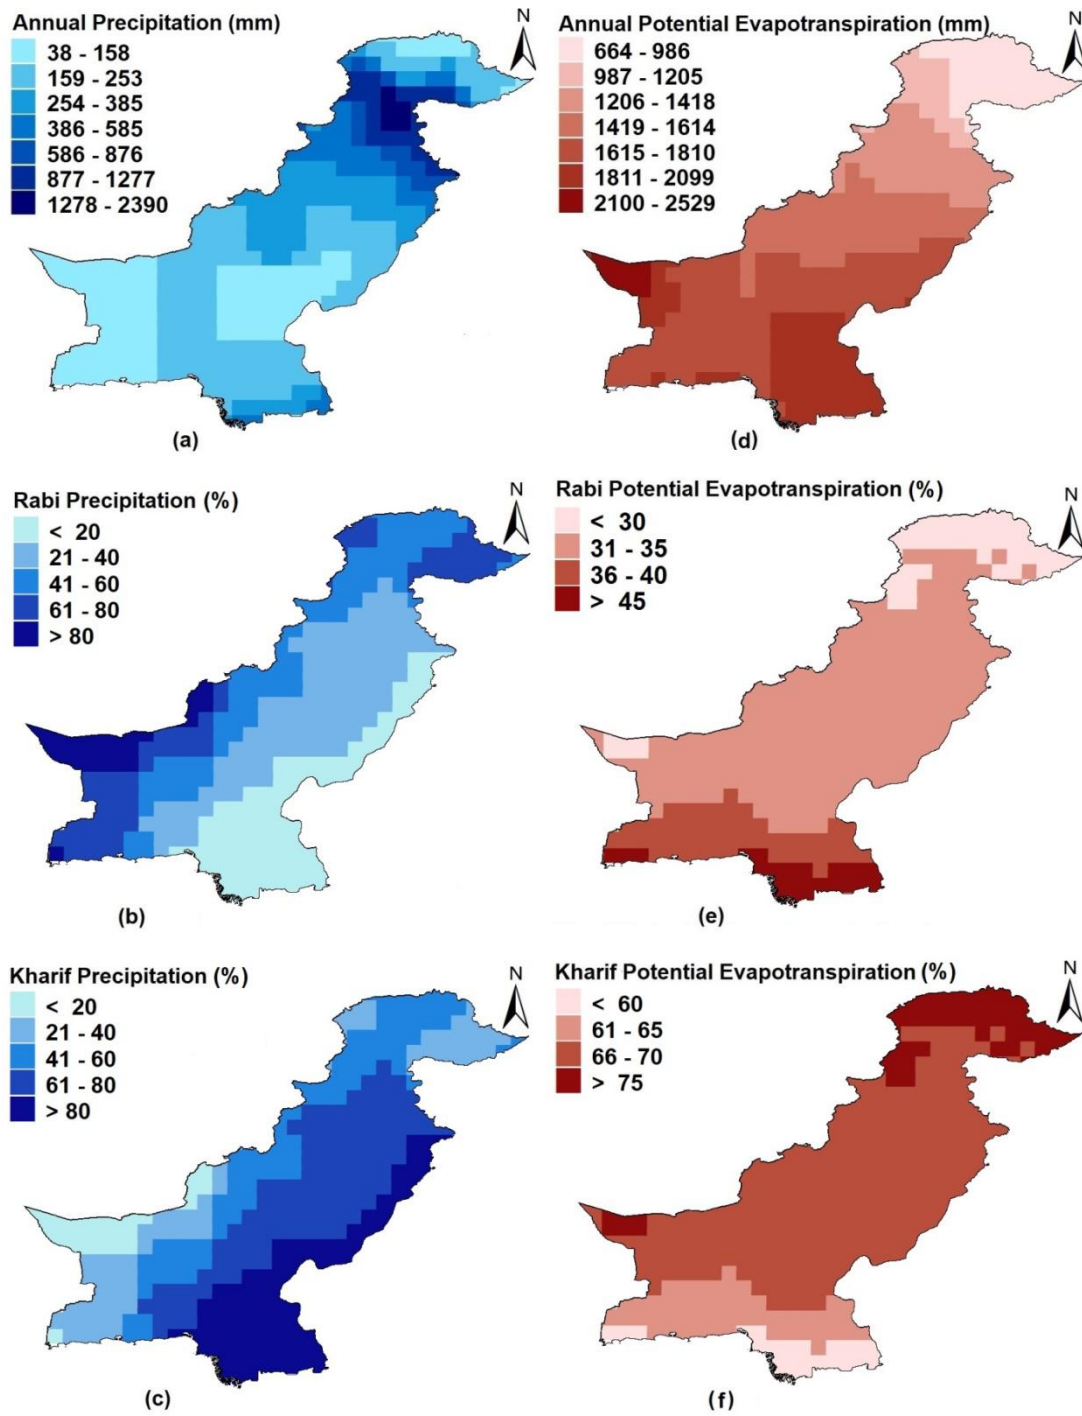 Annual Precipitation (mm)
38 - 158
159 - 253
254 - 385
386 - 585
586 - 876
877 - 1277
1278 - 2390
N
(a)
Annual Potential Evapotranspiration (mm)
664 - 986
987 - 1205
1206 - 1418
1419 - 1614
1615 - 1810
1811 - 2099
2100 - 2529
N
(d)
Rabi Precipitation (%)
< 20
21 - 40
41 - 60
61 - 80
> 80
N
(b)
Rabi Potential Evapotranspiration (%)
< 30
31 - 35
36 - 40
> 45
N
(e)
Kharif Precipitation (%)
< 20
21 - 40
41 - 60
61 - 80
> 80
N
(c)
Kharif Potential Evapotranspiration (%)
< 60
61 - 65
66 - 70
> 75
N
(f)